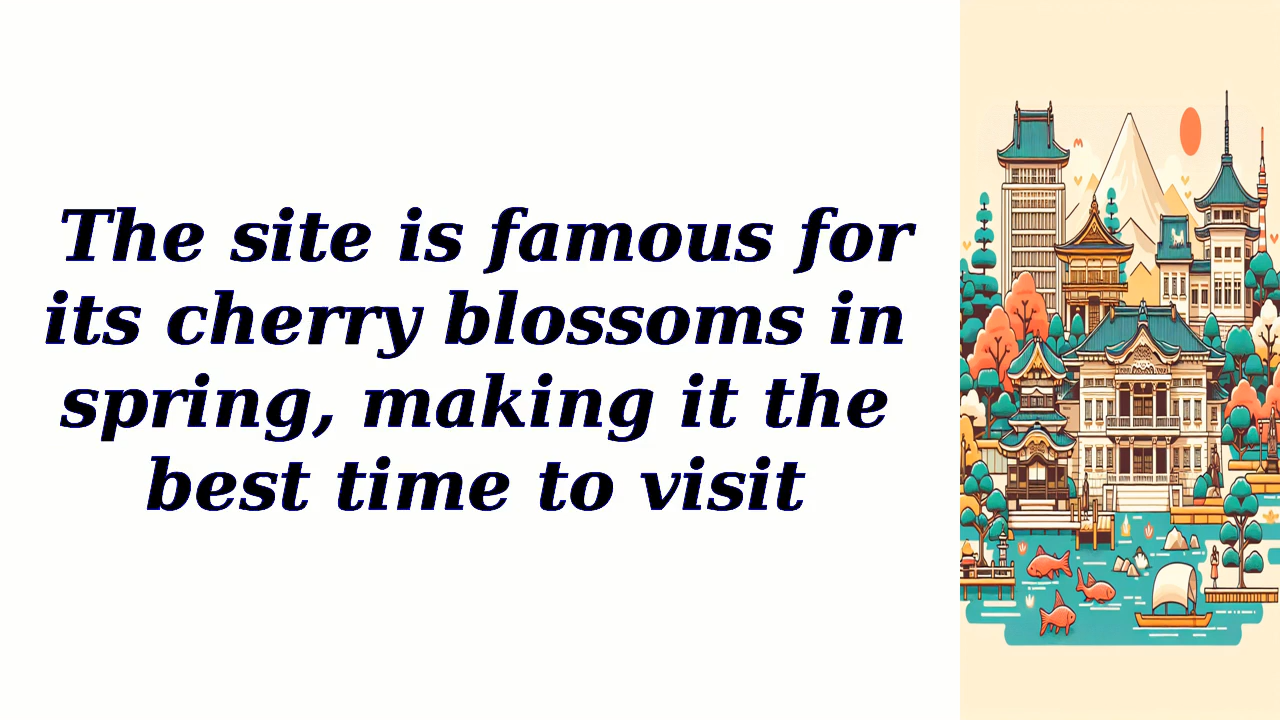 The site is famous for
its cherry blossoms in
spring, making it the
best time to visit